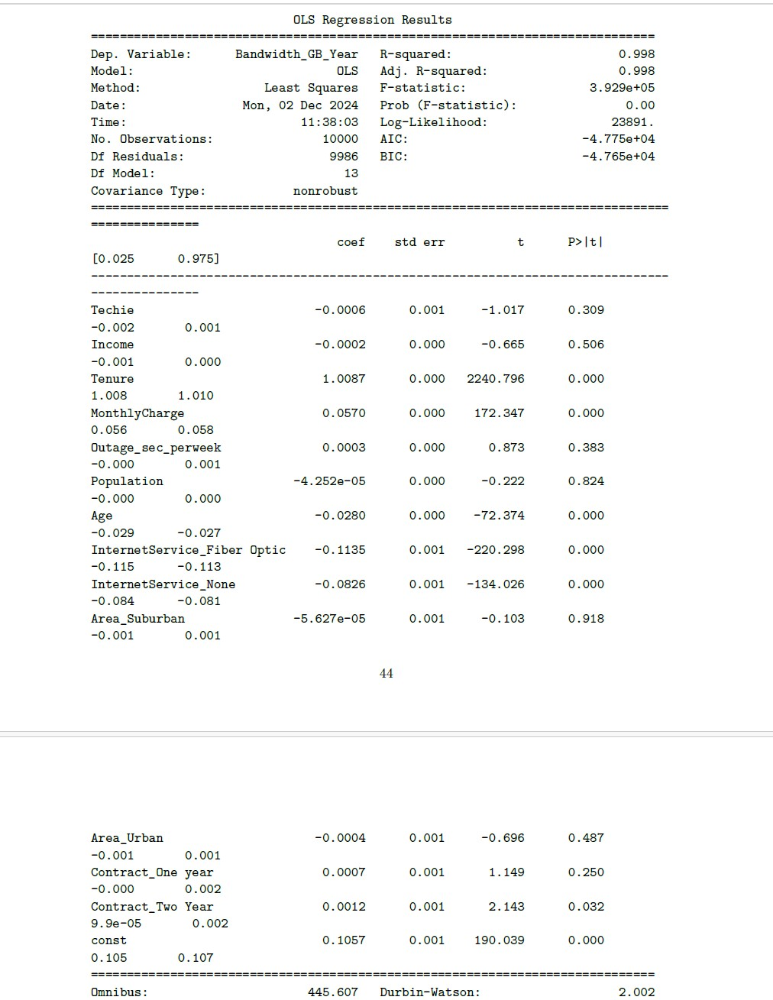 OLS Regression Results
==============================================================================
Dep. Variable: Bandwidth_GB_Year R-squared: 0.998
Model: OLS Adj. R-squared: 0.998
Method: Least Squares F-statistic: 3.929e+05
Date: Mon, 02 Dec 2024 Prob (F-statistic): 0.00
Time: 11:38:03 Log-Likelihood: 23891.
No. Observations: 10000 AIC: -4.775e+04
Df Residuals: 9986 BIC: -4.765e+04
Df Model: 13
Covariance Type: nonrobust
================================================================================
===============
coef std err t P>|t|
[0.025 0.975]
--------------------------------------------------------------------------------
---------------
Techie -0.0006 0.001 -1.017 0.309
-0.002 0.001
Income -0.0002 0.000 -0.665 0.506
-0.001 0.000
Tenure 1.0087 0.000 2240.796 0.000
1.008 1.010
MonthlyCharge 0.0570 0.000 172.347 0.000
0.056 0.058
Outage_sec_perweek 0.0003 0.000 0.873 0.383
-0.000 0.001
Population -4.252e-05 0.000 -0.222 0.824
-0.000 0.000
Age -0.0280 0.000 -72.374 0.000
-0.029 -0.027
InternetService_Fiber Optic -0.1135 0.001 -220.298 0.000
-0.115 -0.113
InternetService_None -0.0826 0.001 -134.026 0.000
-0.084 -0.081
Area_Suburban -5.627e-05 0.001 -0.103 0.918
-0.001 0.001
44
Area_Urban -0.0004 0.001 -0.696 0.487
-0.001 0.001
Contract_One year 0.0007 0.001 1.149 0.250
-0.000 0.002
Contract_Two Year 0.0012 0.001 2.143 0.032
9.9e-05 0.002
const 0.1057 0.001 190.039 0.000
0.105 0.107
==============================================================================
Omnibus: 445.607 Durbin-Watson: 2.002